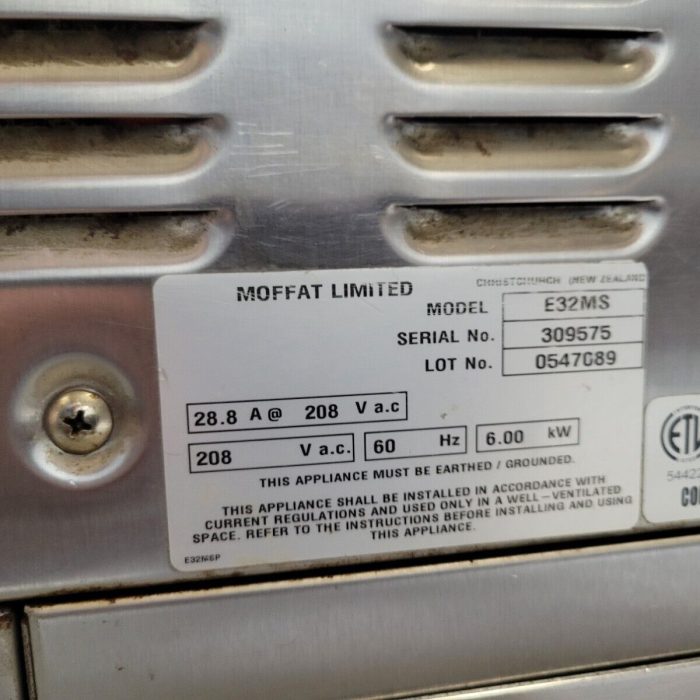 MOFFAT LIMITED
CHRISTCHURCH (NEW ZEALAND
MODEL E32MS
SERIAL No. 309575
LOT No. 0547089
28.8 A @ 208 V a.c
208 V a.c. 60 Hz 6.00 kW
THIS APPLIANCE MUST BE EARTHED / GROUNDED.
THIS APPLIANCE SHALL BE INSTALLED IN ACCORDANCE WITH
CURRENT REGULATIONS AND USED ONLY IN A WELL-VENTILATED
SPACE. REFER TO THE INSTRUCTIONS BEFORE INSTALLING AND USING
THIS APPLIANCE.
E32MSP
ETL